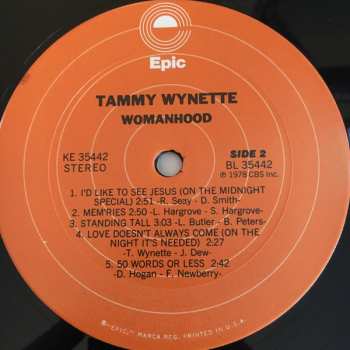 Epic
TAMMY WYNETTE
WOMANHOOD
KE 35442
STEREO
SIDE 2
BL 35442
℗ 1978 CBS Inc.
1. I'D LIKE TO SEE JESUS (ON THE MIDNIGHT
SPECIAL) 2:51 -R. Seay - D. Smith-
2. MEM'RIES 2:50 -L. Hargrove - S. Hargrove-
3. STANDING TALL 3:03 -L. Butler - B. Peters-
4. LOVE DOESN'T ALWAYS COME (ON THE
NIGHT IT'S NEEDED) 2:27
-T. Wynette - J. Dew-
5. 50 WORDS OR LESS 2:42
-D. Hogan - F. Newberry-
®-"EPIC," MARCA REG. PRINTED IN U.S.A.